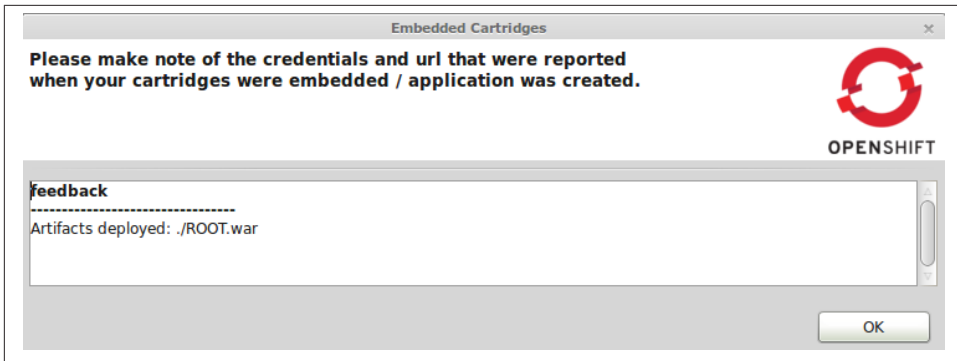 Embedded Cartridges
Please make note of the credentials and url that were reported
when your cartridges were embedded / application was created.
OPENSHIFT
feedback
---------------------------------
Artifacts deployed: ./ROOT.war
OK